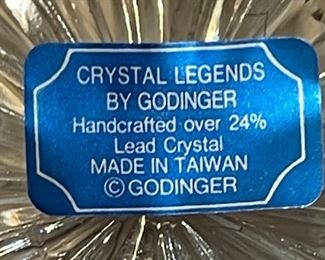 CRYSTAL LEGENDS
BY GODINGER
Handcrafted over 24%
Lead Crystal
MADE IN TAIWAN
© GODINGER